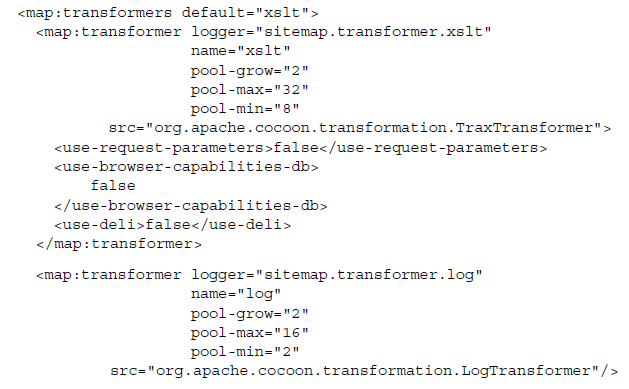 <map:transformers default="xslt">
<map:transformer logger="sitemap.transformer.xslt"
name="xslt"
pool-grow="2"
pool-max="32"
pool-min="8"
src="org.apache.cocoon.transformation.TraxTransformer">
<use-request-parameters>false</use-request-parameters>
<use-browser-capabilities-db>
false
</use-browser-capabilities-db>
<use-deli>false</use-deli>
</map:transformer>
<map:transformer logger="sitemap.transformer.log"
name="log"
pool-grow="2"
pool-max="16"
pool-min="2"
src="org.apache.cocoon.transformation.LogTransformer"/>